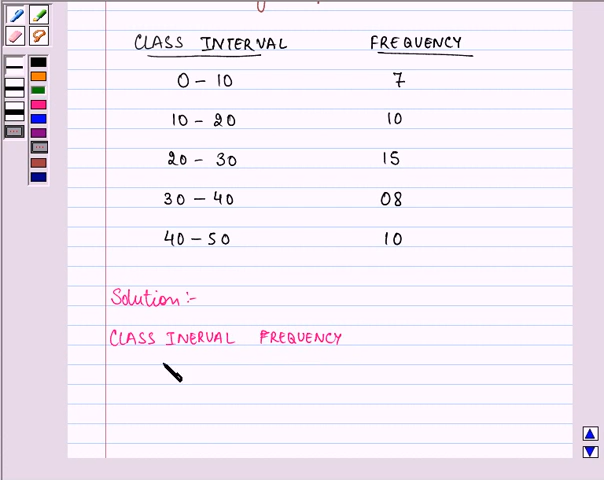 CLASS INTERVAL FREQUENCY
0 - 10 7
10 - 20 10
20 - 30 15
30 - 40 08
40 - 50 10
Solution :-
CLASS INERVAL FREQUENCY